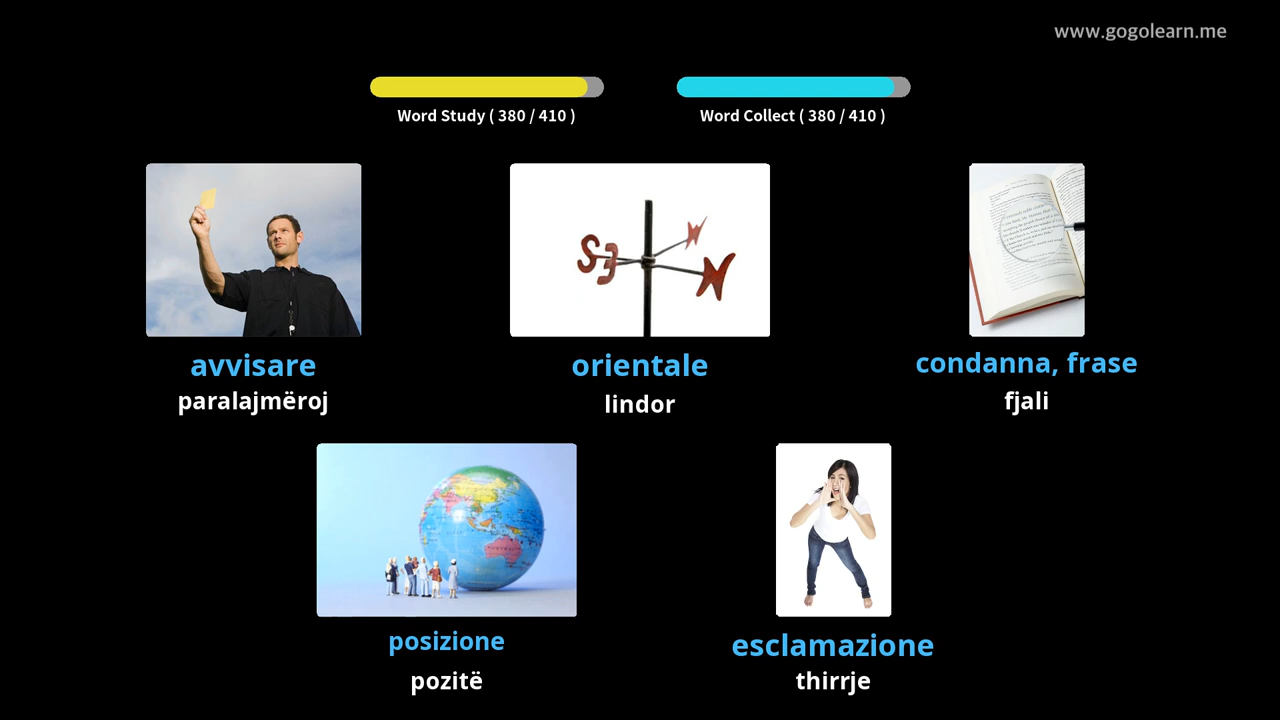 www.gogolearn.me
Word Study ( 380 / 410 )
Word Collect ( 380 / 410 )
avvisare
paralajmëroj
orientale
lindor
condanna, frase
fjali
posizione
pozitë
esclamazione
thirrje